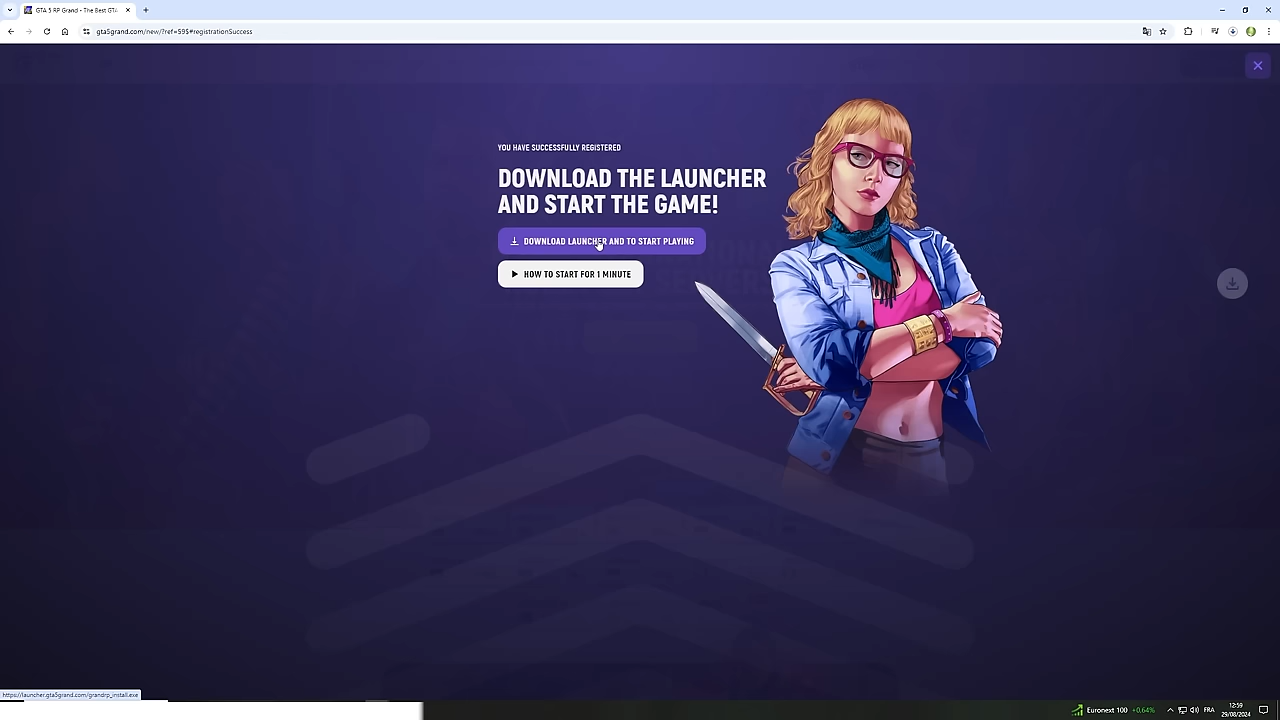 GTA 5 RP Grand - The Best GTA
gta5grand.com/new/?ref=595#registrationSuccess
YOU HAVE SUCCESSFULLY REGISTERED
DOWNLOAD THE LAUNCHER
AND START THE GAME!
DOWNLOAD LAUNCHER AND TO START PLAYING
HOW TO START FOR 1 MINUTE
https://launcher.gta5grand.com/grandrp_install.exe
Euronext 100 +0.64%
FRA
12:59
29/08/2024